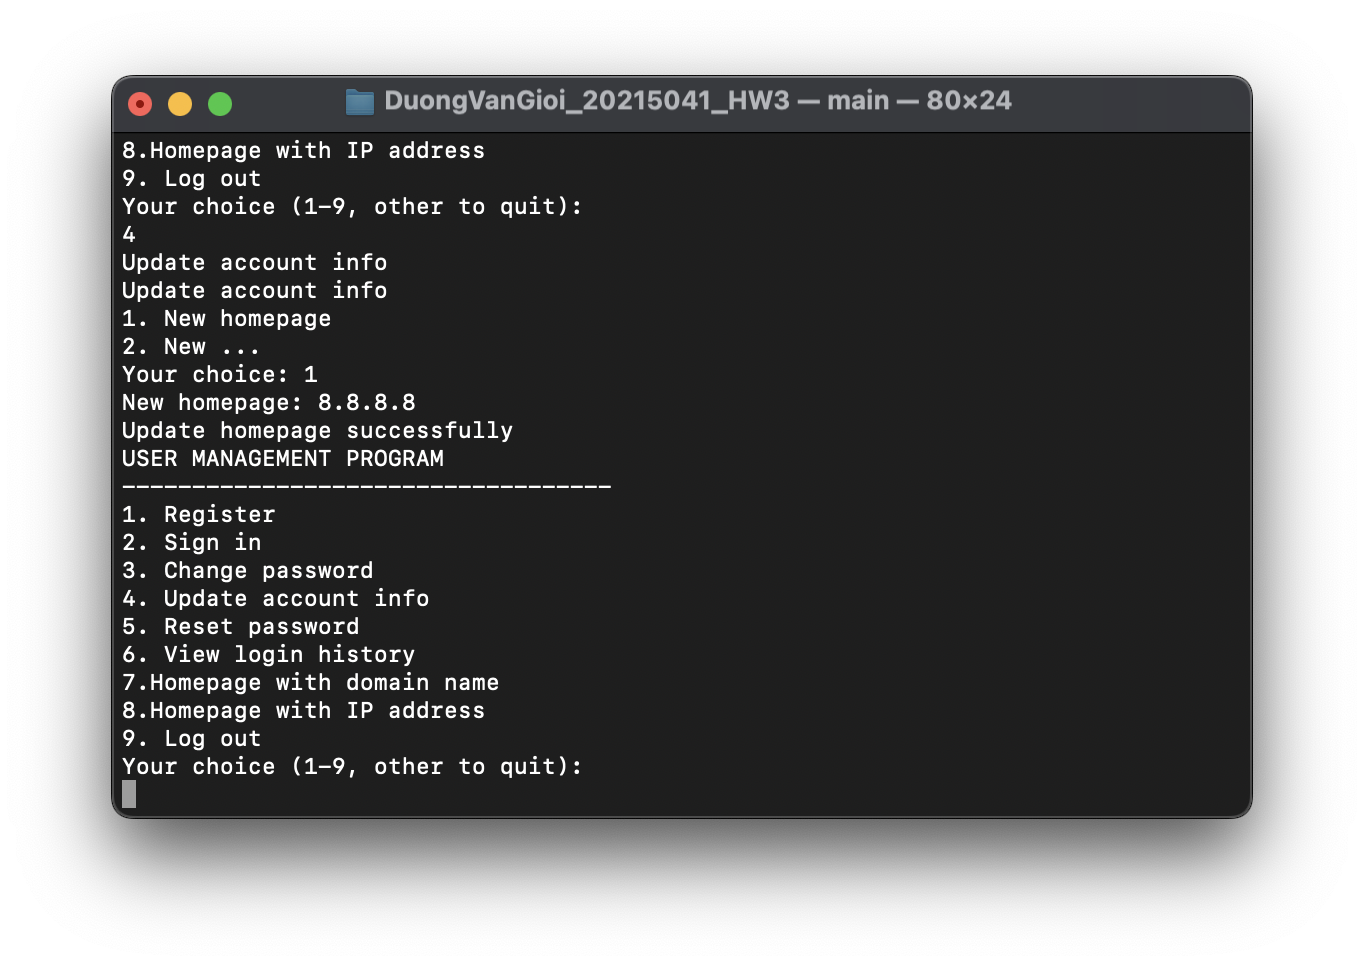 DuongVanGioi_20215041_HW3 — main — 80×24
8.Homepage with IP address
9. Log out
Your choice (1-9, other to quit):
4
Update account info
Update account info
1. New homepage
2. New ...
Your choice: 1
New homepage: 8.8.8.8
Update homepage successfully
USER MANAGEMENT PROGRAM
-----------------------------------
1. Register
2. Sign in
3. Change password
4. Update account info
5. Reset password
6. View login history
7.Homepage with domain name
8.Homepage with IP address
9. Log out
Your choice (1-9, other to quit):